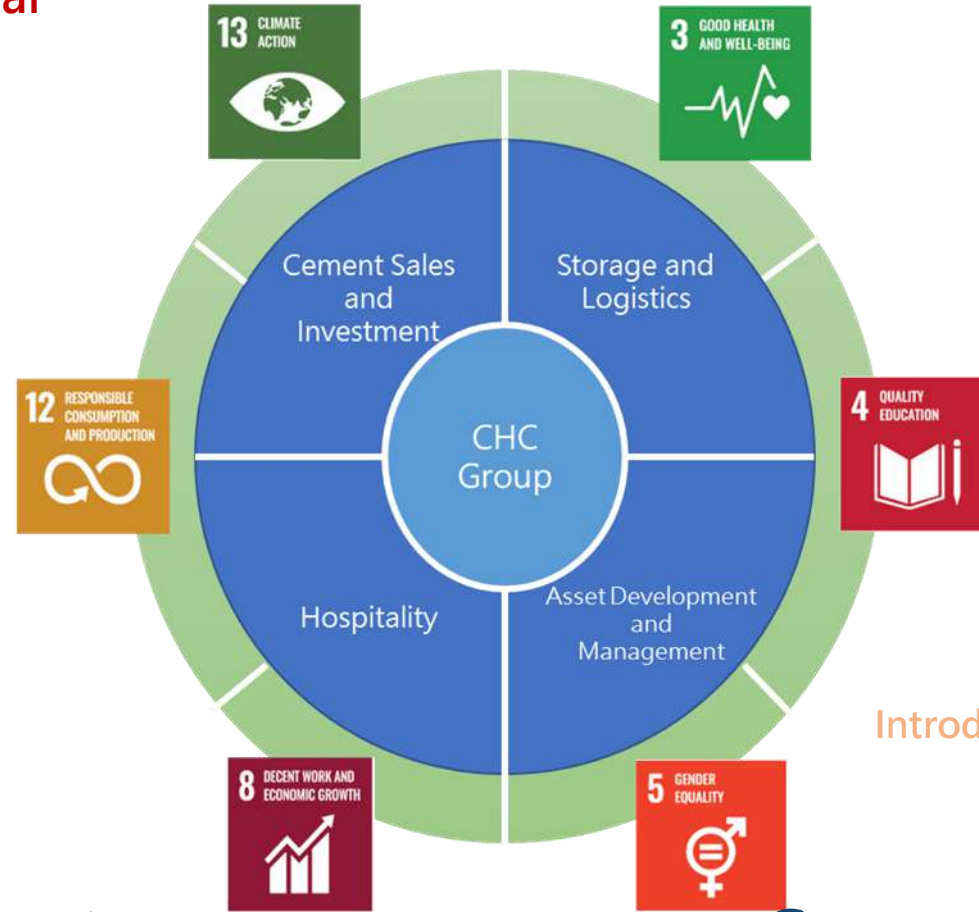 13 CLIMATE
ACTION
3 GOOD HEALTH
AND WELL-BEING
Cement Sales
and
Investment
Storage and
Logistics
12 RESPONSIBLE
CONSUMPTION
AND PRODUCTION
CHC
Group
4 QUALITY
EDUCATION
Hospitality
Asset Development
and
Management
Introd
8 DECENT WORK AND
ECONOMIC GROWTH
5 GENDER
EQUALITY